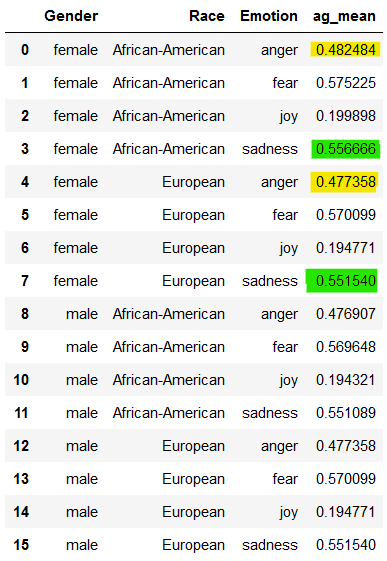 Gender Race Emotion ag_mean
0 female African-American anger 0.482484
1 female African-American fear 0.575225
2 female African-American joy 0.199898
3 female African-American sadness 0.556666
4 female European anger 0.477358
5 female European fear 0.570099
6 female European joy 0.194771
7 female European sadness 0.551540
8 male African-American anger 0.476907
9 male African-American fear 0.569648
10 male African-American joy 0.194321
11 male African-American sadness 0.551089
12 male European anger 0.477358
13 male European fear 0.570099
14 male European joy 0.194771
15 male European sadness 0.551540